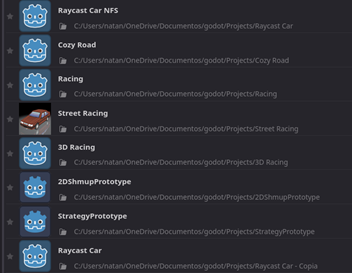 Raycast Car NFS
C:/Users/natan/OneDrive/Documentos/godot/Projects/Raycast Car
Cozy Road
C:/Users/natan/OneDrive/Documentos/godot/Projects/Cozy Road
Racing
C:/Users/natan/OneDrive/Documentos/godot/Projects/Racing
Street Racing
C:/Users/natan/OneDrive/Documentos/godot/Projects/Street Racing
3D Racing
C:/Users/natan/OneDrive/Documentos/godot/Projects/3D Racing
2DShmupPrototype
C:/Users/natan/OneDrive/Documentos/godot/Projects/2DShmupPrototype
StrategyPrototype
C:/Users/natan/OneDrive/Documentos/godot/Projects/StrategyPrototype
Raycast Car
C:/Users/natan/OneDrive/Documentos/godot/Projects/Raycast Car - Copia